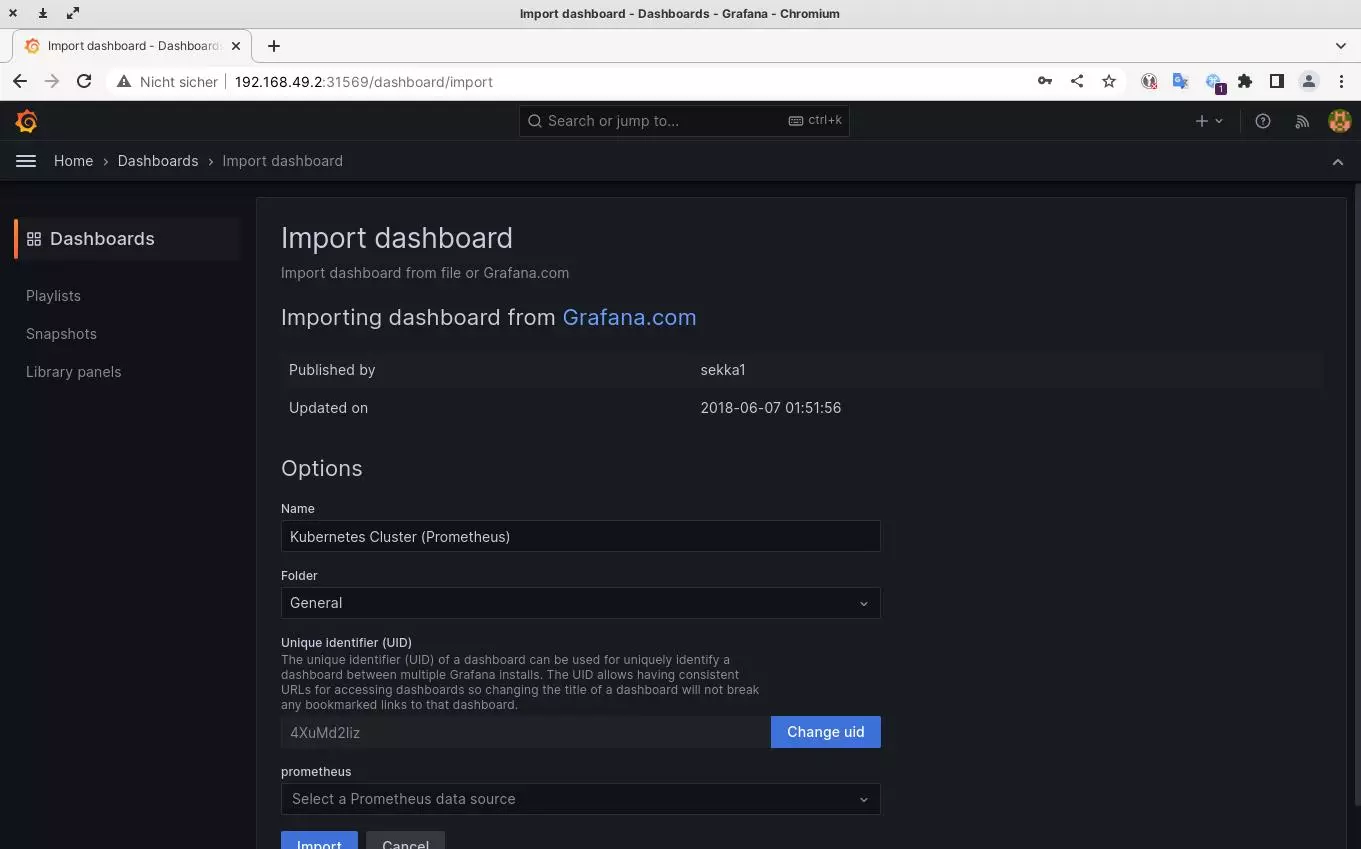 Import dashboard - Dashboards - Grafana - Chromium
Import dashboard - Dashboards
Nicht sicher
192.168.49.2:31569/dashboard/import
1
Search or jump to...
ctrl+k
Home › Dashboards › Import dashboard
Dashboards
Playlists
Snapshots
Library panels
Import dashboard
Import dashboard from file or Grafana.com
Importing dashboard from Grafana.com
Published by
sekka1
Updated on
2018-06-07 01:51:56
Options
Name
Kubernetes Cluster (Prometheus)
Folder
General
Unique identifier (UID)
The unique identifier (UID) of a dashboard can be used for uniquely identify a
dashboard between multiple Grafana installs. The UID allows having consistent
URLs for accessing dashboards so changing the title of a dashboard will not break
any bookmarked links to that dashboard.
Change uid
prometheus
Select a Prometheus data source
Import
Cancel